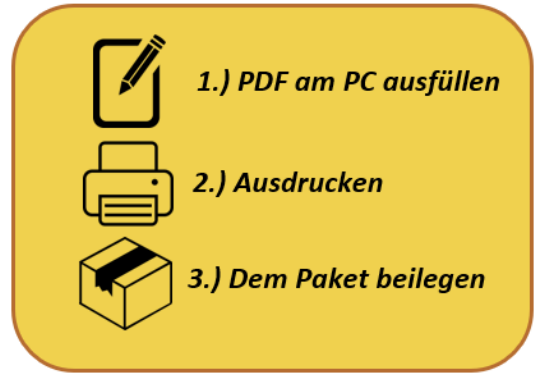 1.) PDF am PC ausfüllen
2.) Ausdrucken
3.) Dem Paket beilegen